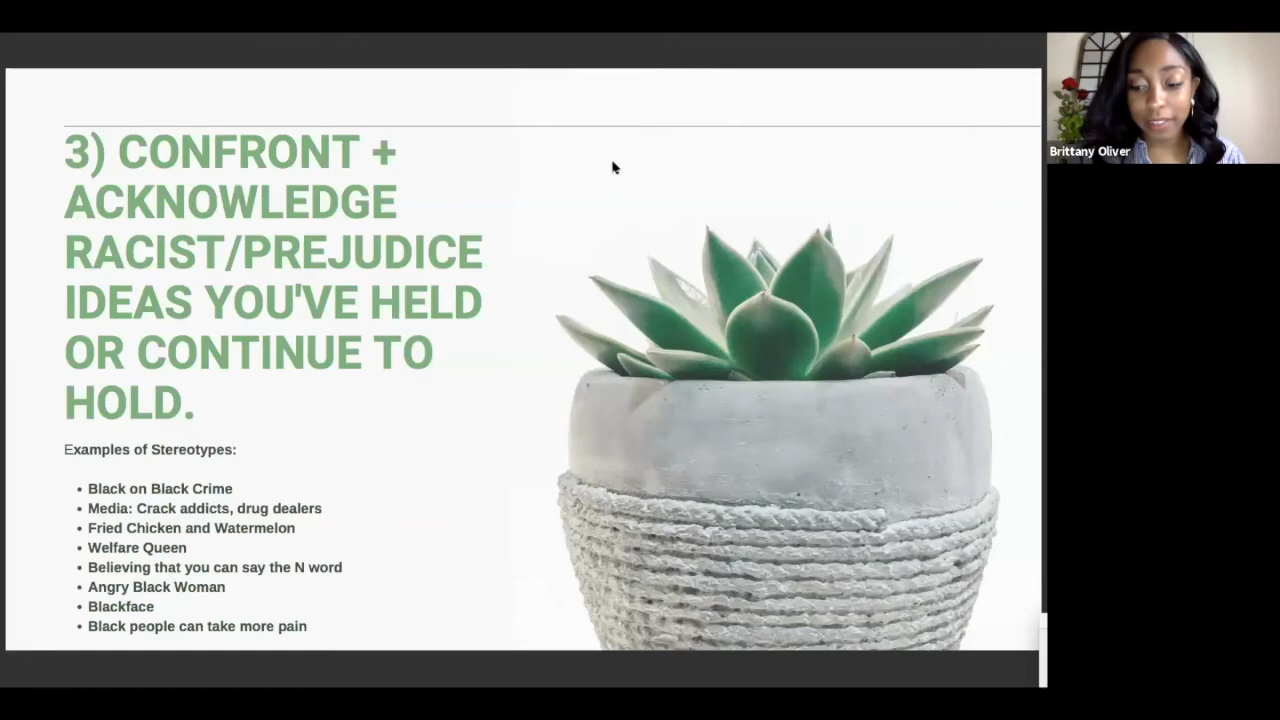 3) CONFRONT +
ACKNOWLEDGE
RACIST/PREJUDICE
IDEAS YOU'VE HELD
OR CONTINUE TO
HOLD.
Examples of Stereotypes:
• Black on Black Crime
• Media: Crack addicts, drug dealers
• Fried Chicken and Watermelon
• Welfare Queen
• Believing that you can say the N word
• Angry Black Woman
• Blackface
• Black people can take more pain
Brittany Oliver